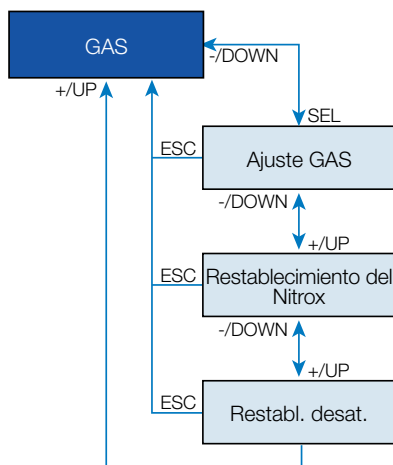 GAS
-/DOWN
+/UP
SEL
ESC
Ajuste GAS
-/DOWN
+/UP
ESC
Restablecimiento del
Nitrox
-/DOWN
+/UP
ESC
Restabl. desat.